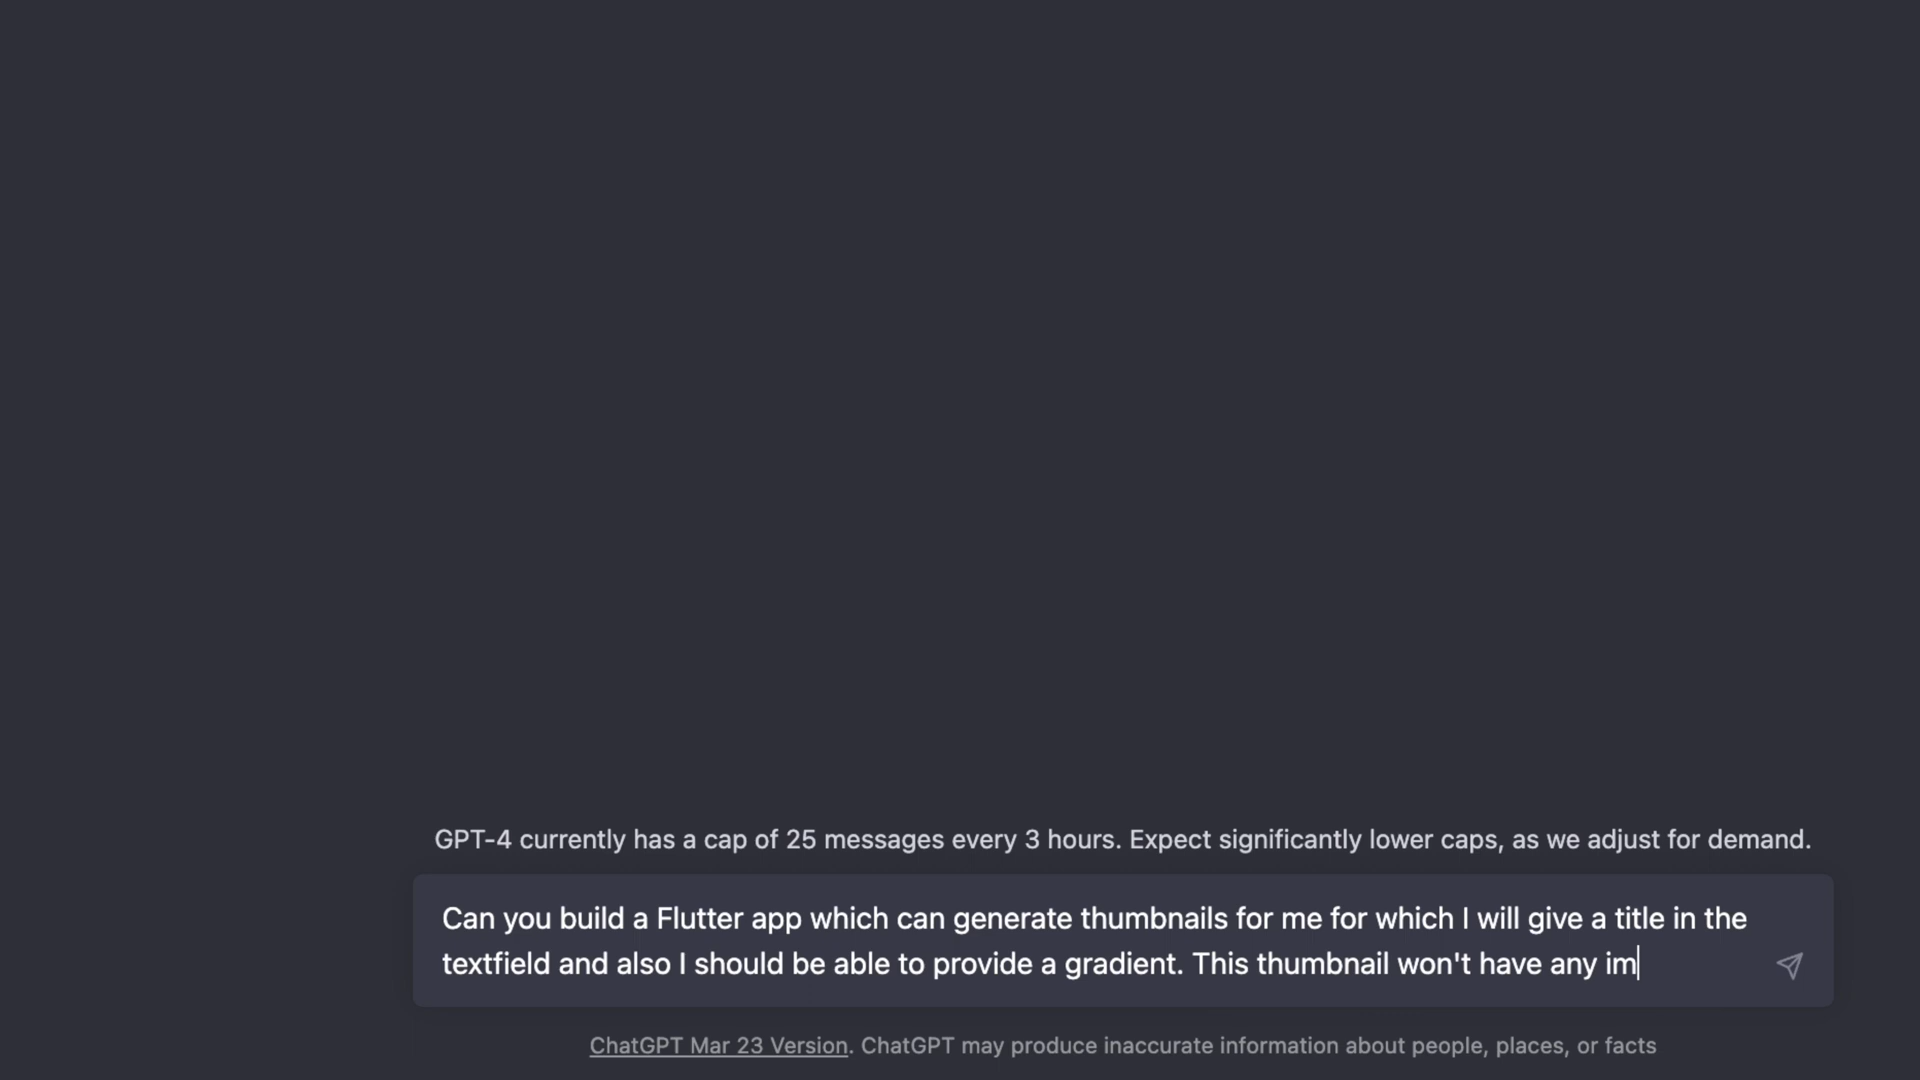 GPT-4 currently has a cap of 25 messages every 3 hours. Expect significantly lower caps, as we adjust for demand.
Can you build a Flutter app which can generate thumbnails for me for which I will give a title in the
textfield and also I should be able to provide a gradient. This thumbnail won't have any im
ChatGPT Mar 23 Version. ChatGPT may produce inaccurate information about people, places, or facts